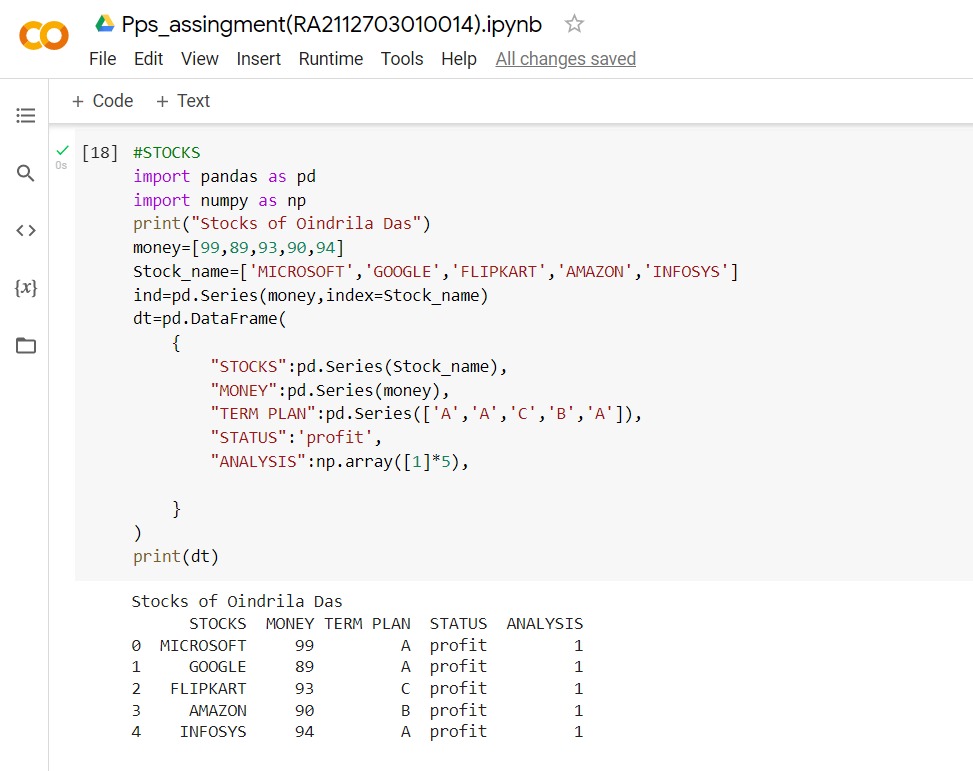 Pps_assingment(RA2112703010014).ipynb
File Edit View Insert Runtime Tools Help All changes saved
+ Code + Text
[18] #STOCKS
0s
import pandas as pd
import numpy as np
print("Stocks of Oindrila Das")
money=[99,89,93,90,94]
Stock_name=['MICROSOFT','GOOGLE','FLIPKART','AMAZON','INFOSYS']
ind=pd.Series(money,index=Stock_name)
dt=pd.DataFrame(
{
"STOCKS":pd.Series(Stock_name),
"MONEY":pd.Series(money),
"TERM PLAN":pd.Series(['A','A','C','B','A']),
"STATUS":'profit',
"ANALYSIS":np.array([1]*5),
}
)
print(dt)
Stocks of Oindrila Das
STOCKS MONEY TERM PLAN STATUS ANALYSIS
0 MICROSOFT 99 A profit 1
1 GOOGLE 89 A profit 1
2 FLIPKART 93 C profit 1
3 AMAZON 90 B profit 1
4 INFOSYS 94 A profit 1